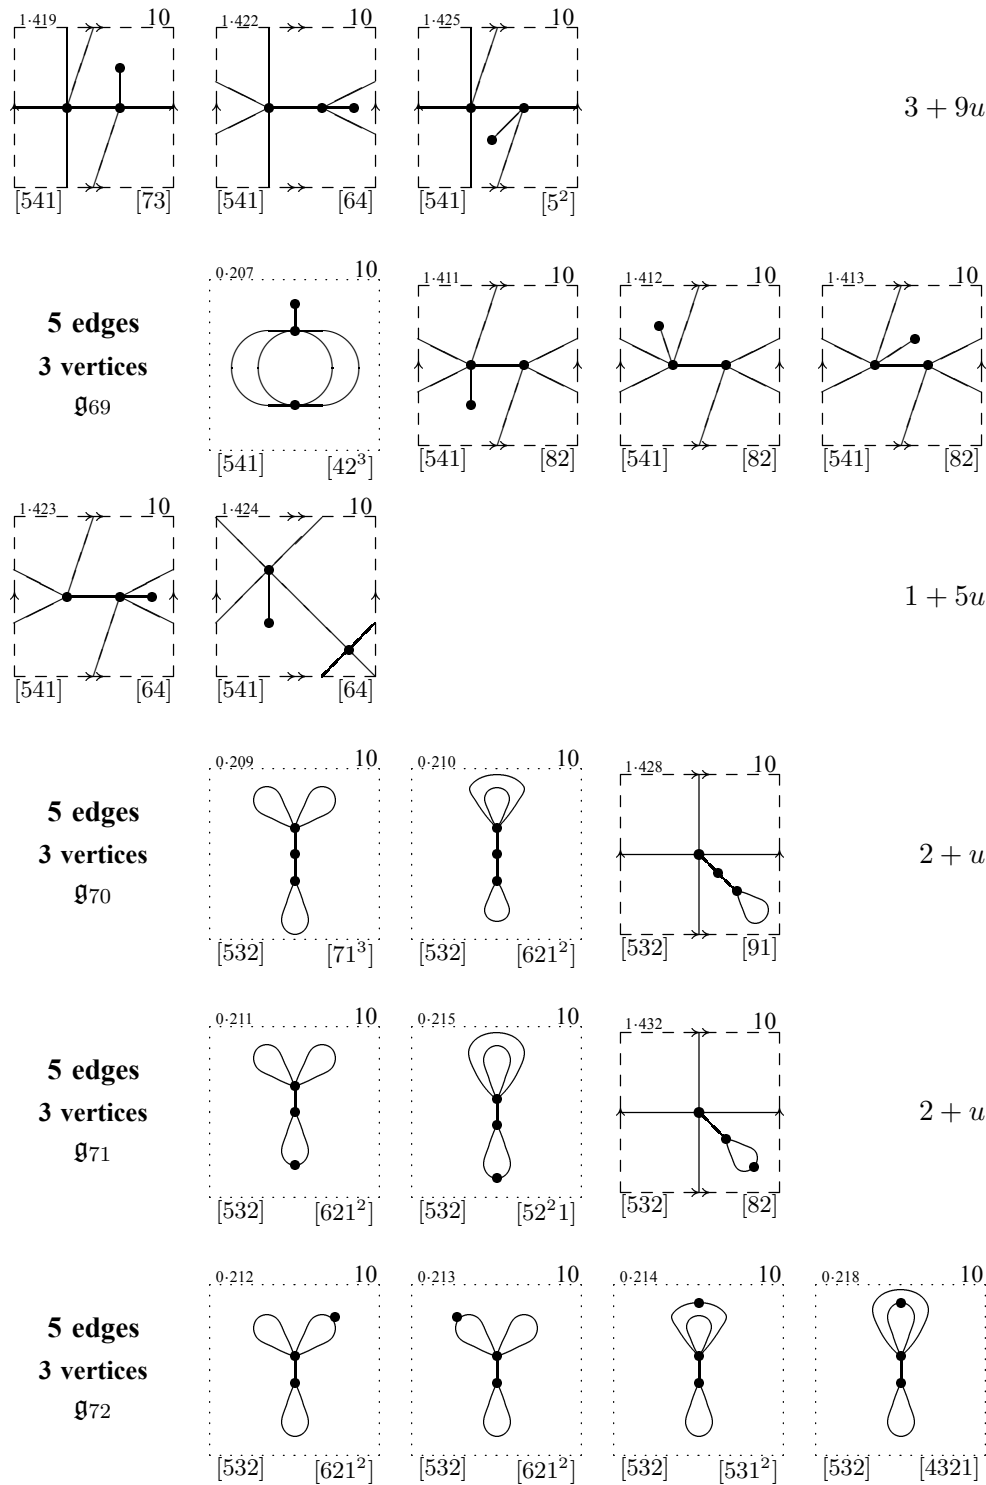 1·419 10 1·422 10 1·425 10
3 + 9u
[541] [73] [541] [64] [541] [5²]
0·207 10 1·411 10 1·412 10 1·413 10
5 edges
3 vertices
𝔤₆₉
[541] [42³] [541] [82] [541] [82] [541] [82]
1·423 10 1·424 10
1 + 5u
[541] [64] [541] [64]
0·209 10 0·210 10 1·428 10
5 edges
3 vertices
2 + u
𝔤₇₀
[532] [71³] [532] [621²] [532] [91]
0·211 10 0·215 10 1·432 10
5 edges
3 vertices
2 + u
𝔤₇₁
[532] [621²] [532] [52²1] [532] [82]
0·212 10 0·213 10 0·214 10 0·218 10
5 edges
3 vertices
𝔤₇₂
[532] [621²] [532] [621²] [532] [531²] [532] [4321]